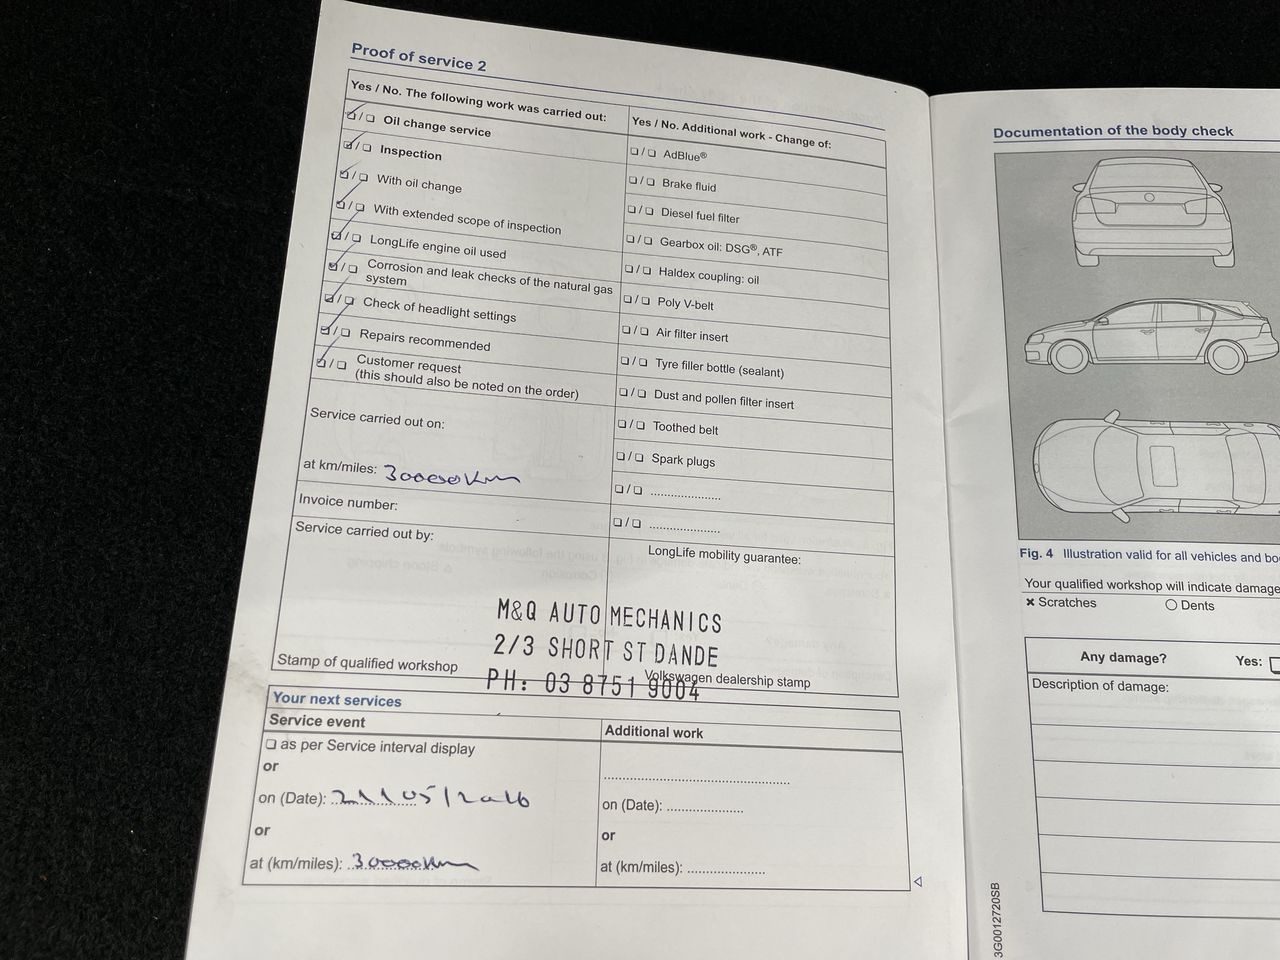 Proof of service 2
Yes / No. The following work was carried out:
☑/❑ Oil change service
☑/❑ Inspection
☑/❑ With oil change
☑/❑ With extended scope of inspection
☑/❑ LongLife engine oil used
☑/❑ Corrosion and leak checks of the natural gas
system
☑/❑ Check of headlight settings
☑/❑ Repairs recommended
☑/❑ Customer request
(this should also be noted on the order)
Service carried out on:
at km/miles: 30000Km
Invoice number:
Service carried out by:
Stamp of qualified workshop
Yes / No. Additional work - Change of:
❑/❑ AdBlue®
❑/❑ Brake fluid
❑/❑ Diesel fuel filter
❑/❑ Gearbox oil: DSG®, ATF
❑/❑ Haldex coupling: oil
❑/❑ Poly V-belt
❑/❑ Air filter insert
❑/❑ Tyre filler bottle (sealant)
❑/❑ Dust and pollen filter insert
❑/❑ Toothed belt
❑/❑ Spark plugs
❑/❑ ......................
❑/❑ ......................
LongLife mobility guarantee:
Volkswagen dealership stamp
M&Q AUTO MECHANICS
2/3 SHORT ST DANDE
PH: 03 8751 9004
Your next services
Service event
❑ as per Service interval display
or
on (Date): 21/05/2016
or
at (km/miles): 30000Km
Additional work
on (Date): ......................
or
at (km/miles): ......................
Documentation of the body check
Fig. 4 Illustration valid for all vehicles and bo
Your qualified workshop will indicate damage
× Scratches
○ Dents
Any damage?
Yes:
Description of damage:
3G0012720SB